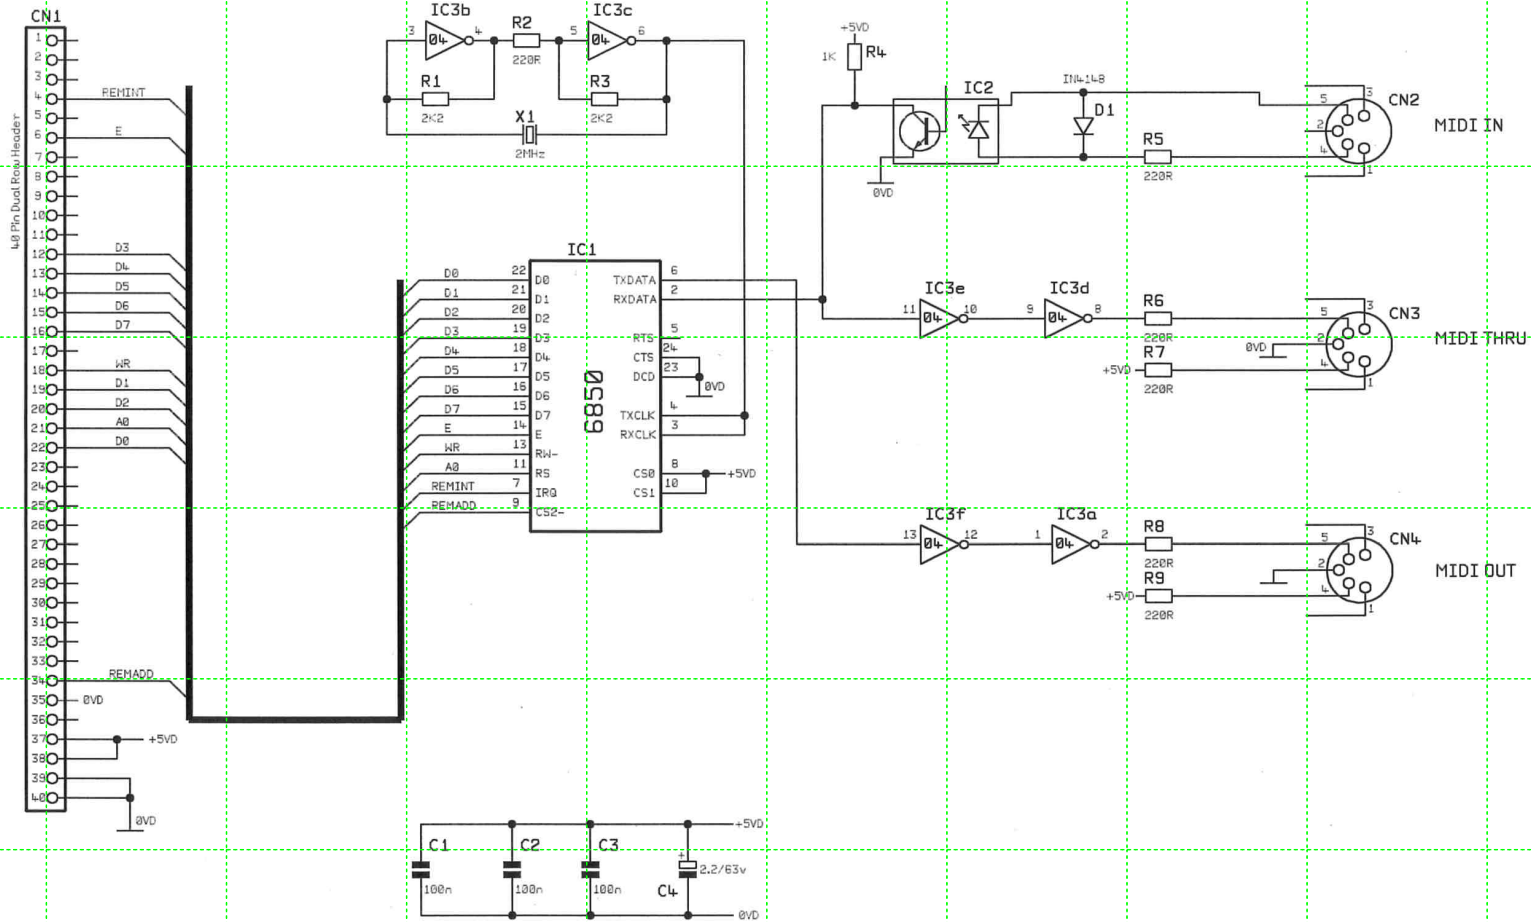 CN1
40 Pin Dual Row Header
1
2
3
4 REMINT
5
6 E
7
8
9
10
11
12 D3
13 D4
14 D5
15 D6
16 D7
17
18 WR
19 D1
20 D2
21 A0
22 D0
23
24
25
26
27
28
29
30
31
32
33
34 REMADD
35 0VD
36
37 +5VD
38
39
40
0VD
IC3b
3 04 4
R1
2K2
R2
220R
IC3c
5 04 6
R3
2K2
X1
2MHz
IC1
6850
D0 22 D0
D1 21 D1
D2 20 D2
D3 19 D3
D4 18 D4
D5 17 D5
D6 16 D6
D7 15 D7
E 14 E
WR 13 RW-
A0 11 RS
REMINT 7 IRQ
REMADD 9 CS2-
TXDATA 6
RXDATA 2
RTS 5
CTS 24
DCD 23
0VD
TXCLK 4
RXCLK 3
CS0 8 +5VD
CS1 10
+5VD
1K R4
IC2
0VD
IN4148
D1
R5
220R
CN2
3
5
2
4
1
MIDI IN
IC3e
11 04 10
IC3d
9 04 8
R6
220R
+5VD R7
220R
0VD
CN3
3
5
2
4
1
MIDI THRU
IC3f
13 04 12
IC3a
1 04 2
R8
220R
+5VD R9
220R
CN4
3
5
2
4
1
MIDI OUT
+5VD
C1
100n
C2
100n
C3
100n
+
C4
2.2/63v
0VD